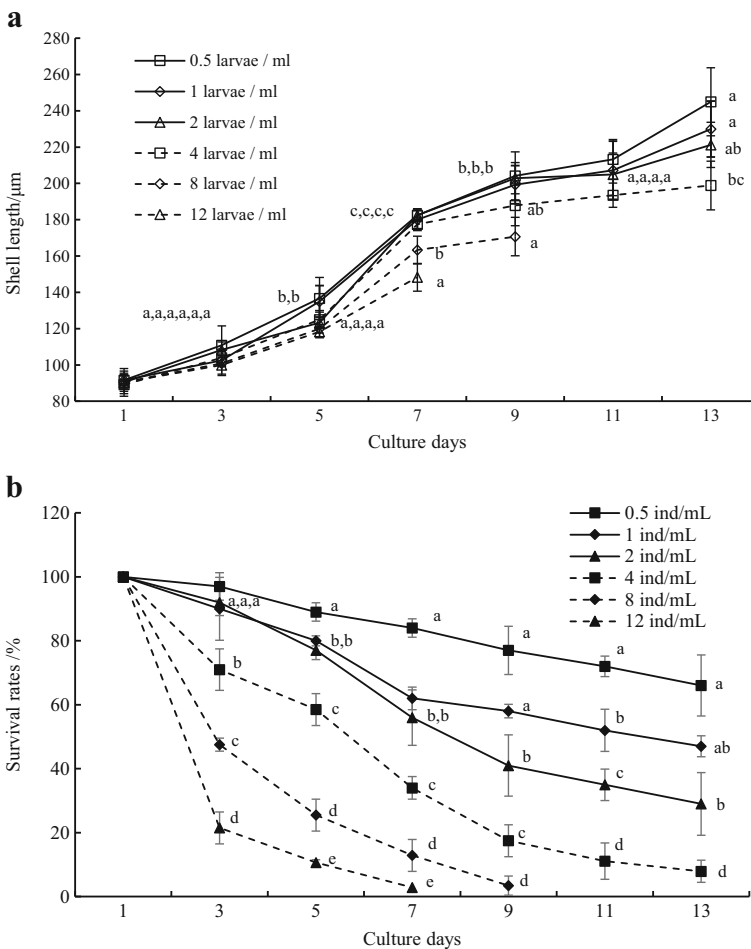 a
280
260
240
220
200
180
160
140
120
100
80
Shell length/μm
0.5 larvae / ml
1 larvae / ml
2 larvae / ml
4 larvae / ml
8 larvae / ml
12 larvae / ml
a,a,a,a,a,a
b,b
a,a,a,a
c,c,c,c
b
a
b,b,b
ab
a
a,a,a,a
a
a
ab
bc
1 3 5 7 9 11 13
Culture days
b
120
100
80
60
40
20
0
Survival rates /%
0.5 ind/mL
1 ind/mL
2 ind/mL
4 ind/mL
8 ind/mL
12 ind/mL
a,a,a
b
c
d
a
b,b
c
d
e
a
b,b
c
d
e
a
a
b
c
d
a
b
c
d
a
ab
b
d
1 3 5 7 9 11 13
Culture days